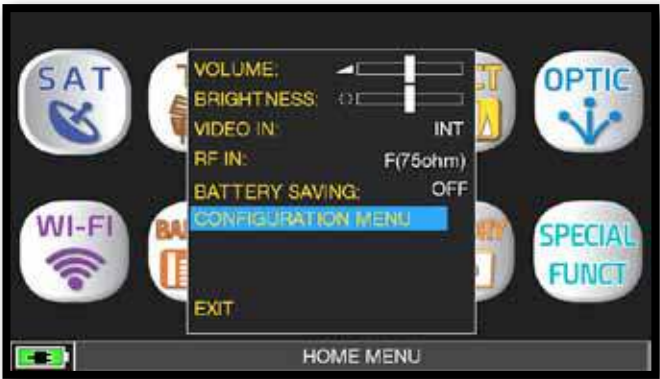 SAT
OPTIC
VOLUME:
BRIGHTNESS:
VIDEO IN: INT
RF IN: F(75ohm)
BATTERY SAVING: OFF
CONFIGURATION MENU
EXIT
WI-FI
SPECIAL
FUNCT
HOME MENU